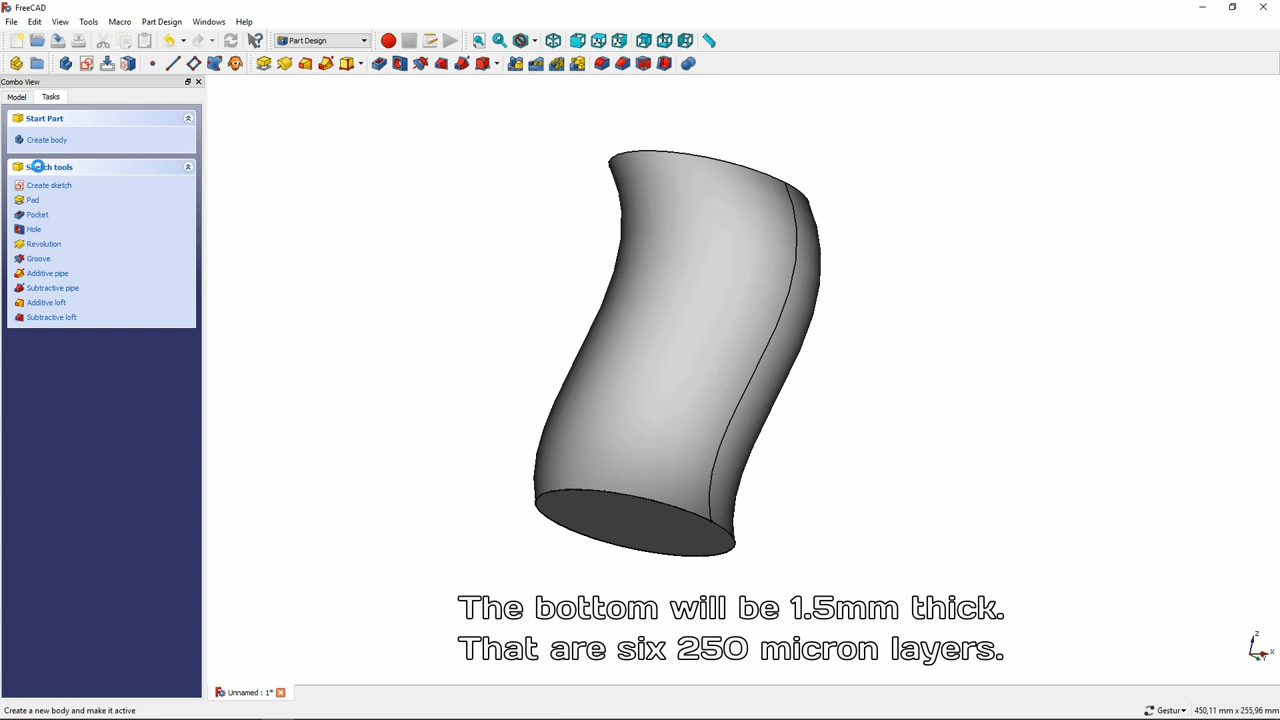 FreeCAD
File Edit View Tools Macro Part Design Windows Help
Part Design
Combo View
Model Tasks
Start Part
Create body
Sketch tools
Create sketch
Pad
Pocket
Hole
Revolution
Groove
Additive pipe
Subtractive pipe
Additive loft
Subtractive loft
The bottom will be 1.5mm thick.
That are six 250 micron layers.
Z
X
Y
Unnamed : 1*
Create a new body and make it active
Gestur
450,11 mm x 255,96 mm